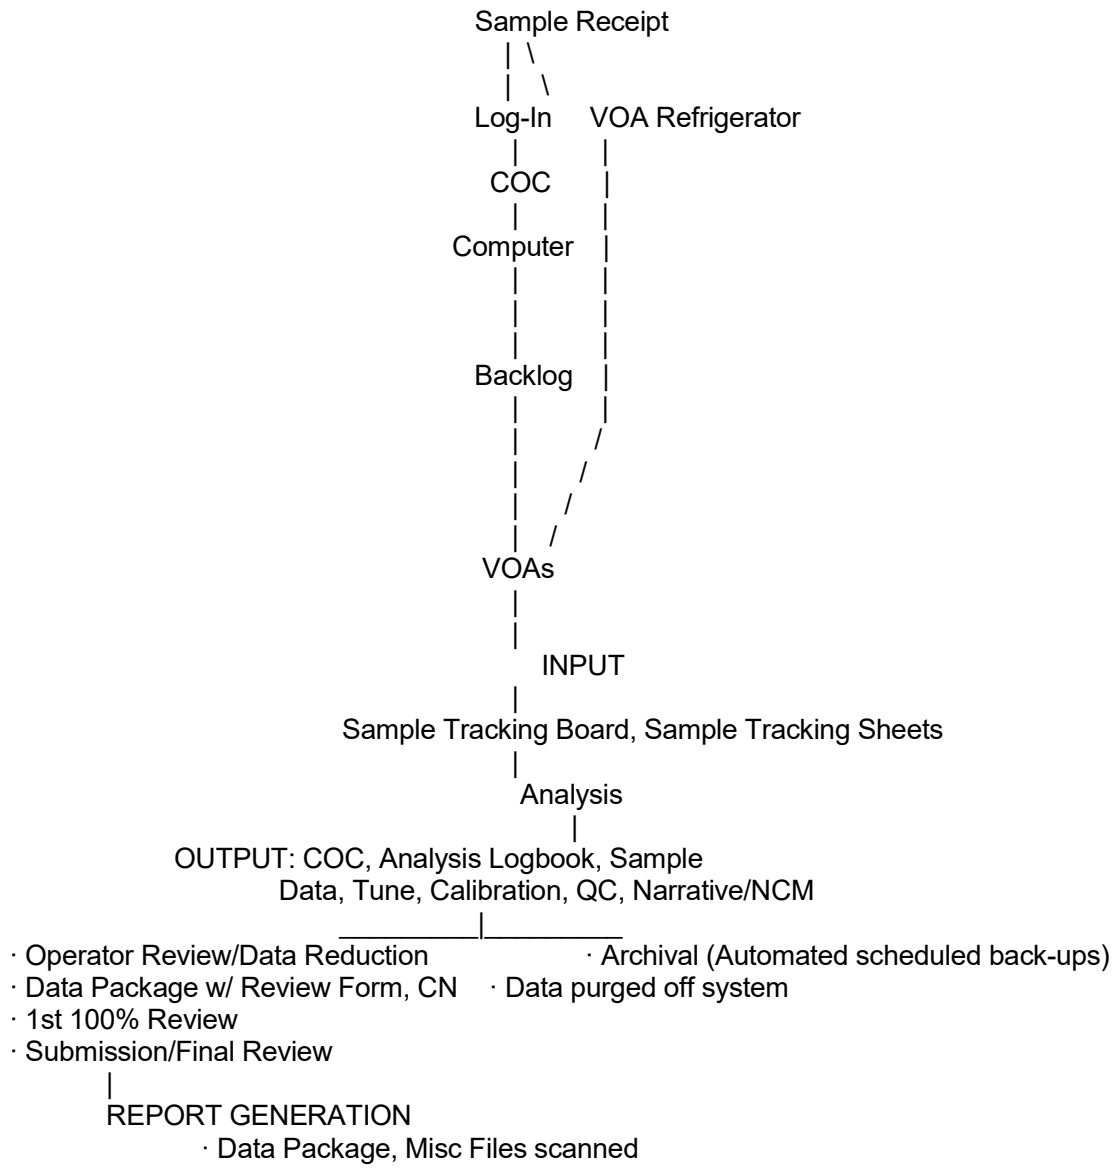 Sample Receipt
| \
| \
Log-In VOA Refrigerator
| |
COC |
| |
Computer |
| |
| |
| |
Backlog |
| |
| /
| /
| /
| /
VOAs
|
|
INPUT
|
Sample Tracking Board, Sample Tracking Sheets
|
Analysis
|
OUTPUT: COC, Analysis Logbook, Sample
Data, Tune, Calibration, QC, Narrative/NCM
_________|_________
· Operator Review/Data Reduction · Archival (Automated scheduled back-ups)
· Data Package w/ Review Form, CN · Data purged off system
· 1st 100% Review
· Submission/Final Review
|
REPORT GENERATION
· Data Package, Misc Files scanned